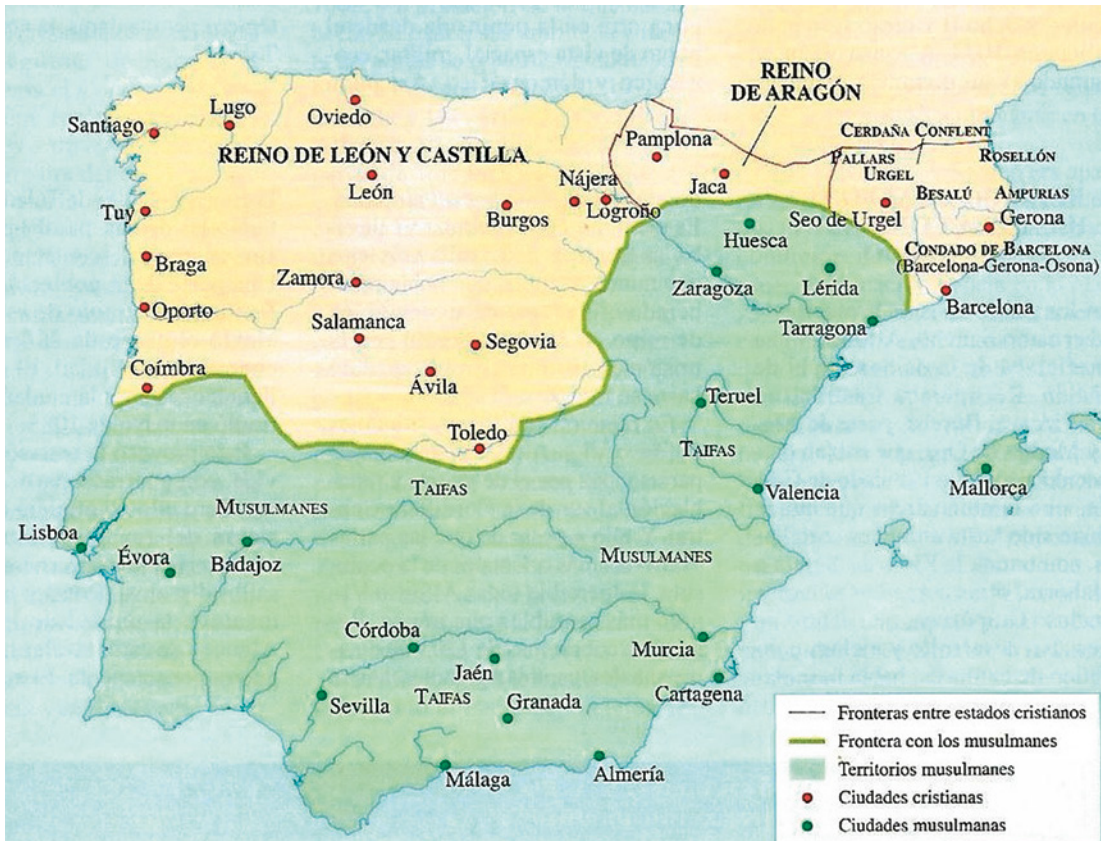 REINO
DE ARAGÓN
Lugo
Oviedo
Santiago
Pamplona
CERDAÑA CONFLENT
REINO DE LEÓN Y CASTILLA
PALLARS
ROSELLÓN
URGEL
León
Nájera
Jaca
BESALÚ
AMPURIAS
Tuy
Burgos
Logroño
Seo de Urgel
Gerona
Huesca
CONDADO DE BARCELONA
(Barcelona-Gerona-Osona)
Braga
Zamora
Zaragoza
Lérida
Oporto
Barcelona
Salamanca
Segovia
Tarragona
Coímbra
Ávila
Teruel
Toledo
TAIFAS
TAIFAS
Valencia
Mallorca
MUSULMANES
Lisboa
Évora
Badajoz
MUSULMANES
Córdoba
Murcia
Jaén
Sevilla
TAIFAS
Granada
Cartagena
Málaga
Almería
Fronteras entre estados cristianos
Frontera con los musulmanes
Territorios musulmanes
Ciudades cristianas
Ciudades musulmanas